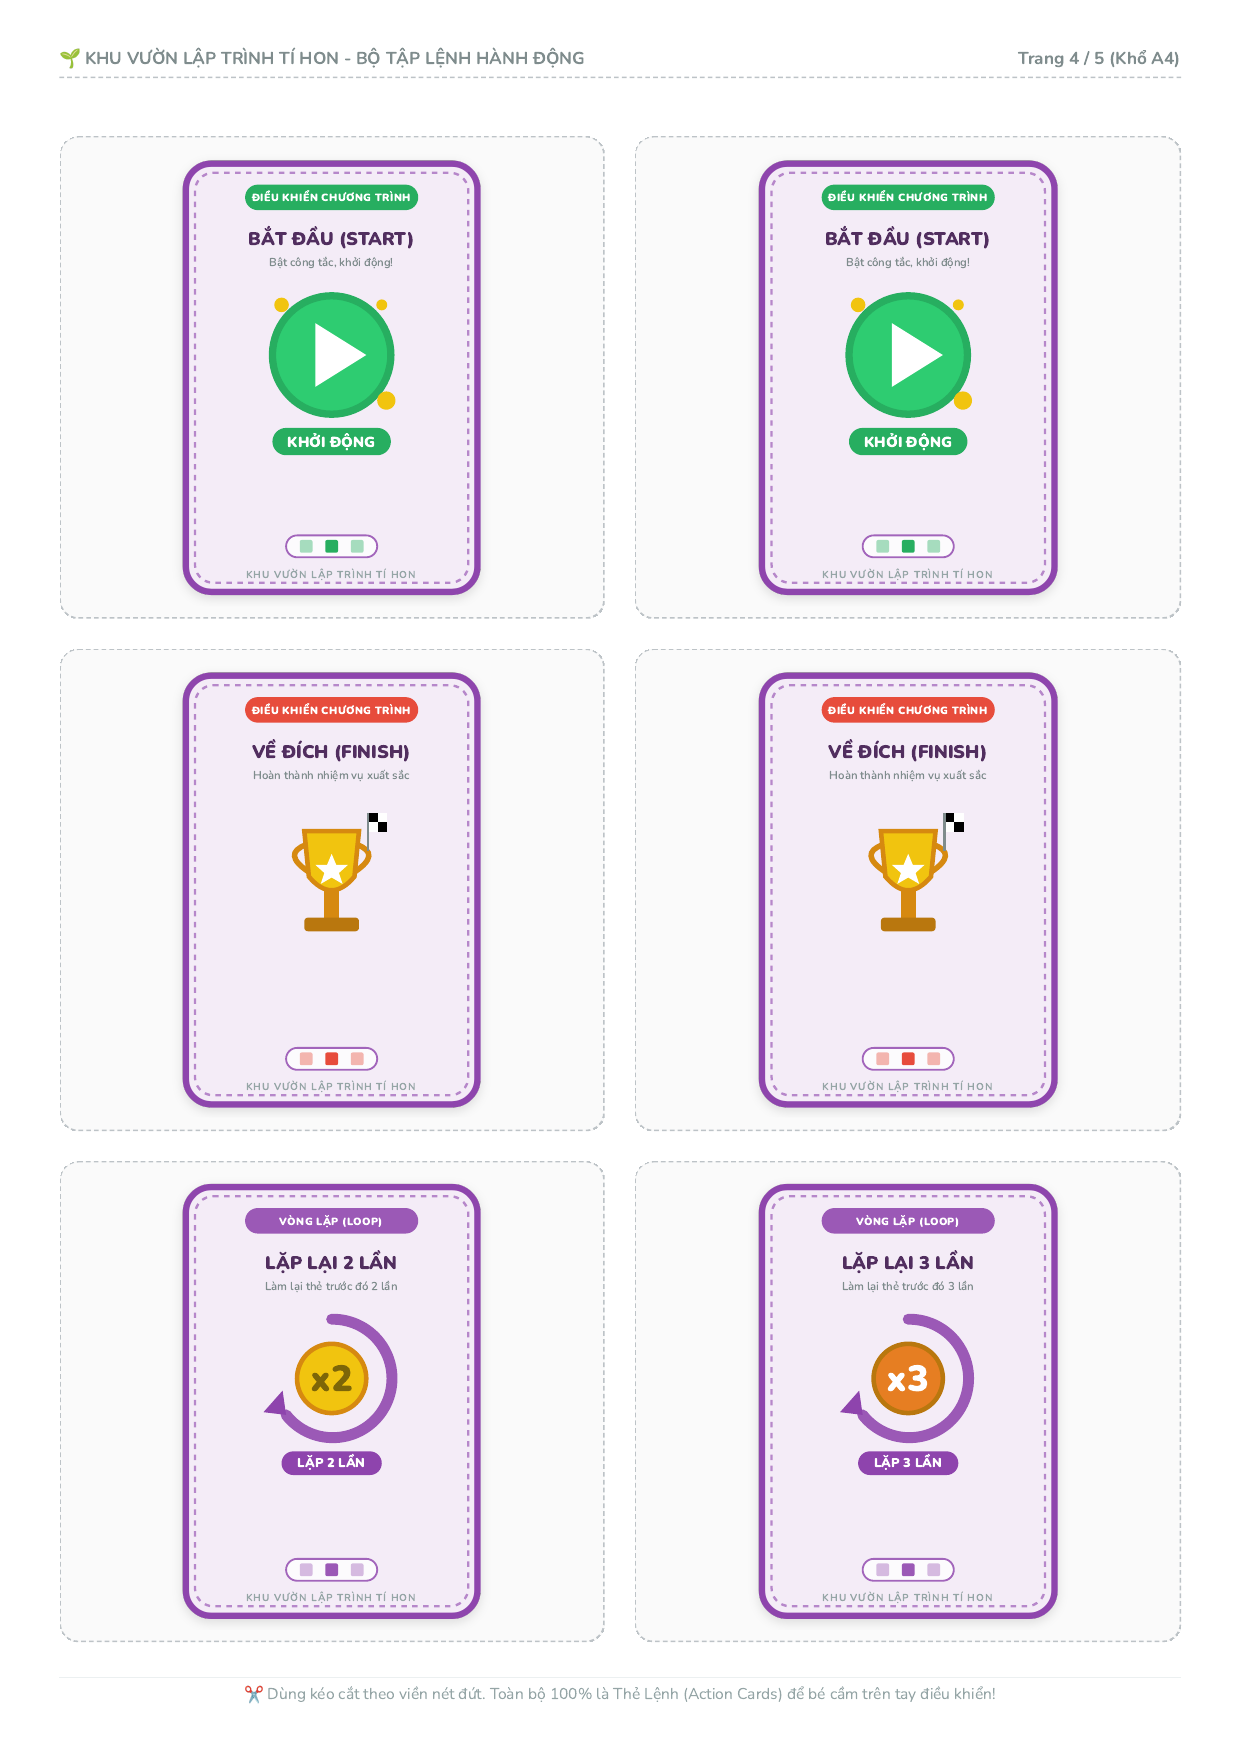 🌱 KHU VƯỜN LẬP TRÌNH TÍ HON - BỘ TẬP LỆNH HÀNH ĐỘNG
Trang 4 / 5 (Khổ A4)
ĐIỀU KHIỂN CHƯƠNG TRÌNH
BẮT ĐẦU (START)
Bật công tắc, khởi động!
KHỞI ĐỘNG
KHU VƯỜN LẬP TRÌNH TÍ HON
ĐIỀU KHIỂN CHƯƠNG TRÌNH
BẮT ĐẦU (START)
Bật công tắc, khởi động!
KHỞI ĐỘNG
KHU VƯỜN LẬP TRÌNH TÍ HON
ĐIỀU KHIỂN CHƯƠNG TRÌNH
VỀ ĐÍCH (FINISH)
Hoàn thành nhiệm vụ xuất sắc
KHU VƯỜN LẬP TRÌNH TÍ HON
ĐIỀU KHIỂN CHƯƠNG TRÌNH
VỀ ĐÍCH (FINISH)
Hoàn thành nhiệm vụ xuất sắc
KHU VƯỜN LẬP TRÌNH TÍ HON
VÒNG LẶP (LOOP)
LẶP LẠI 2 LẦN
Làm lại thẻ trước đó 2 lần
x2
LẶP 2 LẦN
KHU VƯỜN LẬP TRÌNH TÍ HON
VÒNG LẶP (LOOP)
LẶP LẠI 3 LẦN
Làm lại thẻ trước đó 3 lần
x3
LẶP 3 LẦN
KHU VƯỜN LẬP TRÌNH TÍ HON
✂️ Dùng kéo cắt theo viền nét đứt. Toàn bộ 100% là Thẻ Lệnh (Action Cards) để bé cầm trên tay điều khiển!